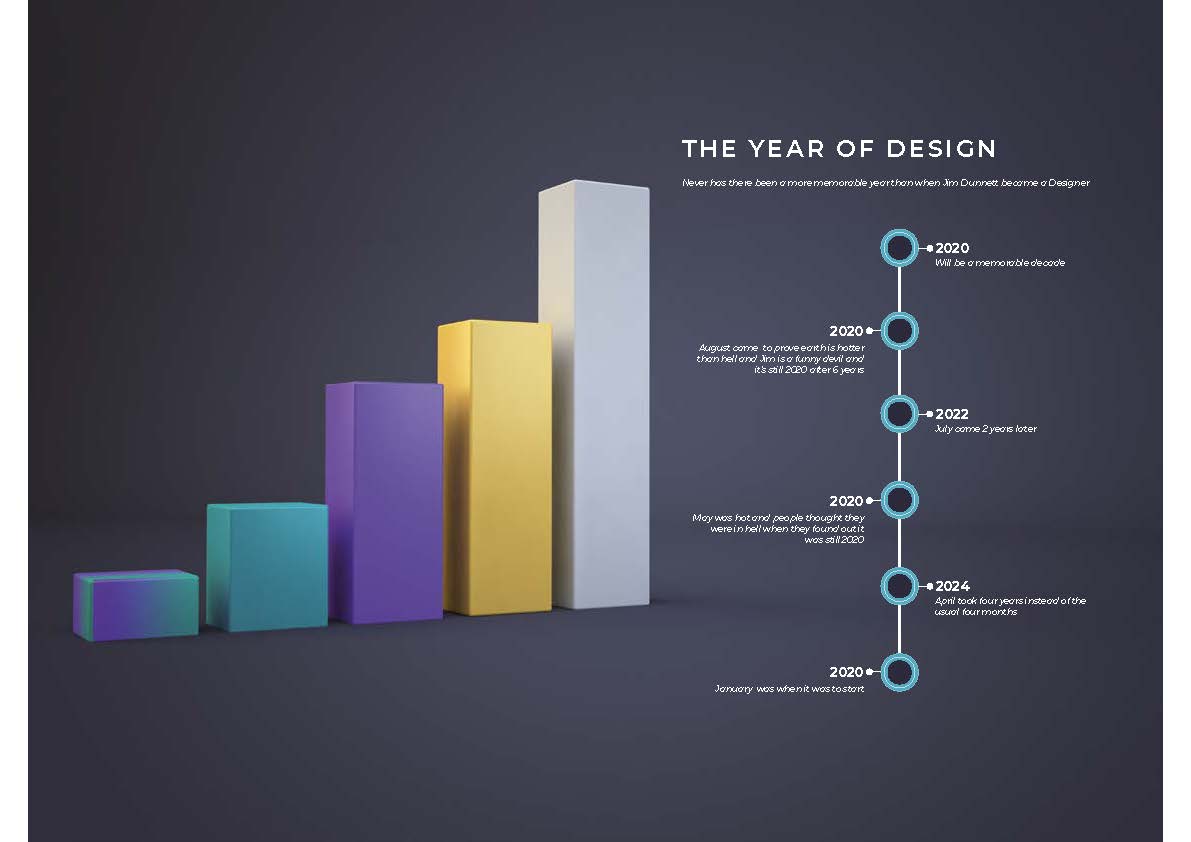 THE YEAR OF DESIGN
Never has there been a more memorable year than when Jim Dunnett became a Designer
2020
Will be a memorable decade
2020
August came to prove earth is hotter
than hell and Jim is a funny devil and
it's still 2020 after 6 years
2022
July came 2 years later
2020
May was hot and people thought they
were in hell when they found out it
was still 2020
2024
April took four years instead of the
usual four months
2020
January was when it was to start